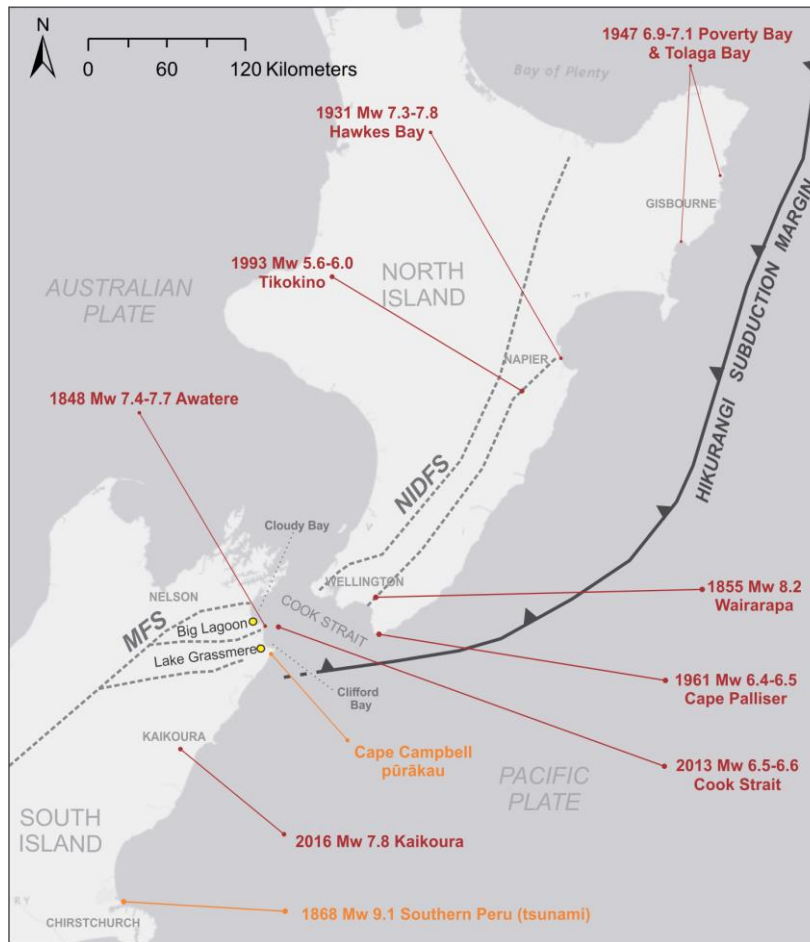 N
0 60 120 Kilometers
1947 6.9-7.1 Poverty Bay
& Tolaga Bay
Bay of Plenty
1931 Mw 7.3-7.8
Hawkes Bay
GISBOURNE
1993 Mw 5.6-6.0
Tikokino
NORTH
ISLAND
AUSTRALIAN
PLATE
HIKURANGI SUBDUCTION MARGIN
NAPIER
1848 Mw 7.4-7.7 Awatere
NIDFS
Cloudy Bay
WELLINGTON
NELSON
1855 Mw 8.2
Wairarapa
COOK STRAIT
MFS
Big Lagoon
Lake Grassmere
Clifford
Bay
1961 Mw 6.4-6.5
Cape Palliser
KAIKOURA
Cape Campbell
pūrākau
2013 Mw 6.5-6.6
Cook Strait
PACIFIC
PLATE
SOUTH
ISLAND
2016 Mw 7.8 Kaikoura
RY
1868 Mw 9.1 Southern Peru (tsunami)
CHIRSTCHURCH